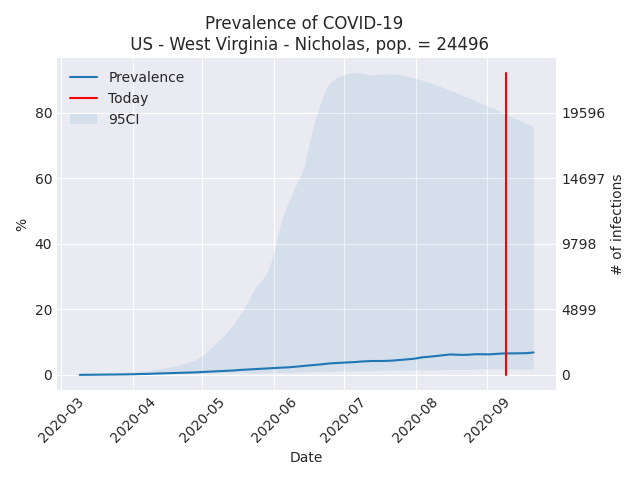 Prevalence of COVID-19
US - West Virginia - Nicholas, pop. = 24496
Prevalence
Today
95CI
%
80
60
40
20
0
19596
14697
9798
4899
0
# of infections
2020-03
2020-04
2020-05
2020-06
2020-07
2020-08
2020-09
Date